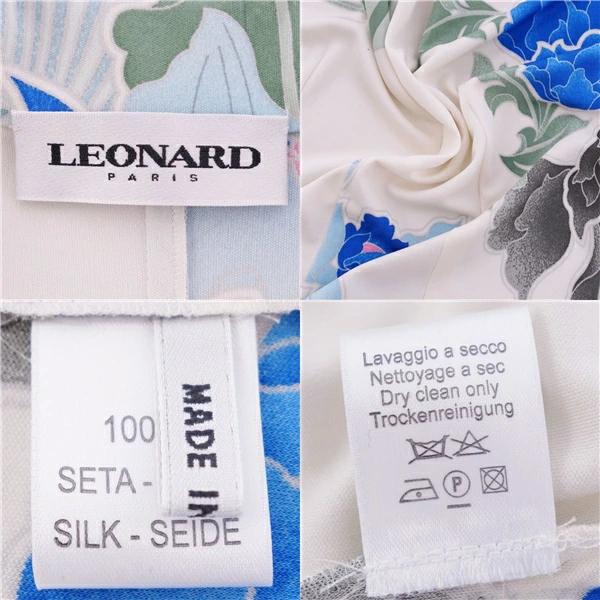 LEONARD
PARIS
100
SETA-
SILK - SEIDE
MADE IN
Lavaggio a secco
Nettoyage a sec
Dry clean only
Trockenreinigung
P